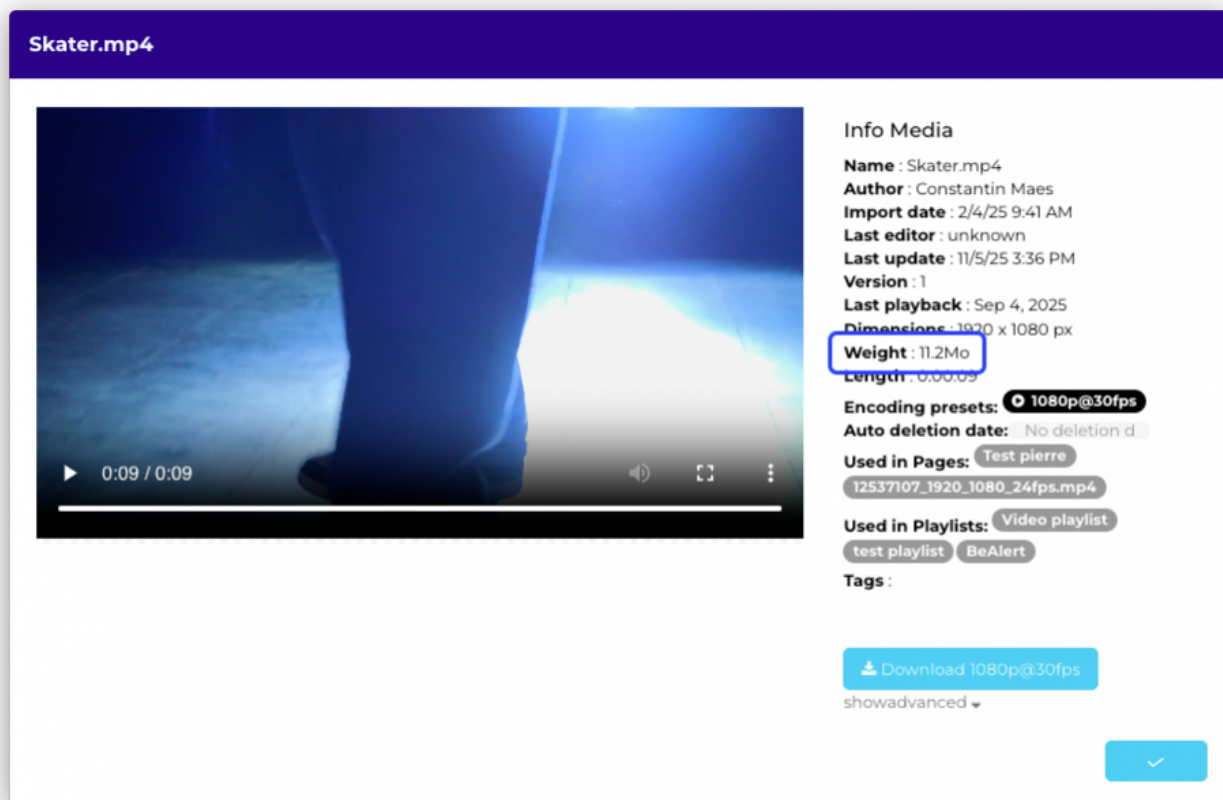 Skater.mp4
Info Media
Name : Skater.mp4
Author : Constantin Maes
Import date : 2/4/25 9:41 AM
Last editor : unknown
Last update : 11/5/25 3:36 PM
Version : 1
Last playback : Sep 4, 2025
Dimensions : 1920 x 1080 px
Weight : 11.2Mo
Length : 0:00:09
Encoding presets: 1080p@30fps
Auto deletion date: No deletion d
Used in Pages: Test pierre
12537107_1920_1080_24fps.mp4
Used in Playlists: Video playlist
test playlist BeAlert
Tags :
0:09 / 0:09
Download 1080p@30fps
showadvanced